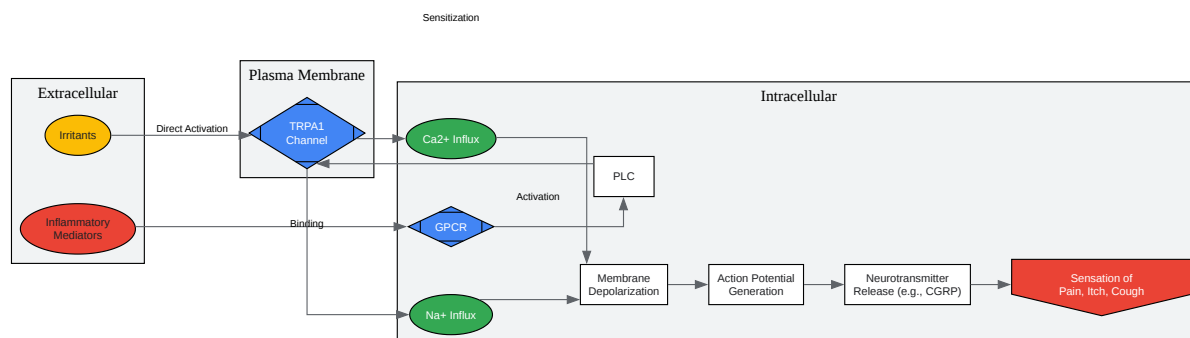 Sensitization
Plasma Membrane
Extracellular
Intracellular
Irritants
Direct Activation
TRPA1
Channel
Ca2+ Influx
PLC
Activation
Inflammatory
Mediators
Binding
GPCR
Membrane
Depolarization
Action Potential
Generation
Neurotransmitter
Release (e.g., CGRP)
Sensation of
Pain, Itch, Cough
Na+ Influx